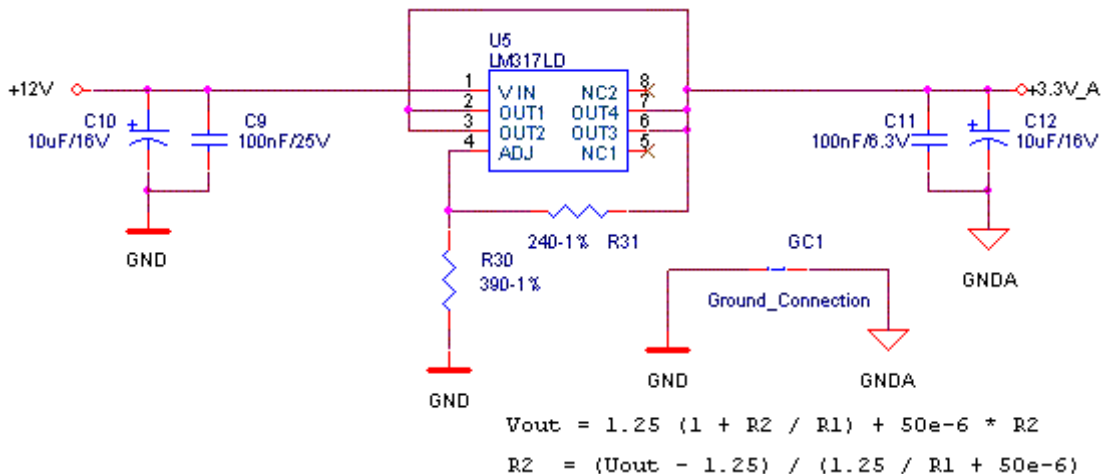 U5
LM317LD
+12V
C10
10uF/16V
C9
100nF/25V
1
2
3
4
VIN
OUT1
OUT2
ADJ
NC2
OUT4
OUT3
NC1
8
7
6
5
+3.3V_A
C11
100nF/6.3V
C12
10uF/16V
GND
240-1% R31
R30
390-1%
GND
GC1
Ground_Connection
GND
GNDA
GNDA
Vout = 1.25 (1 + R2 / R1) + 50e-6 * R2
R2 = (Uout - 1.25) / (1.25 / R1 + 50e-6)